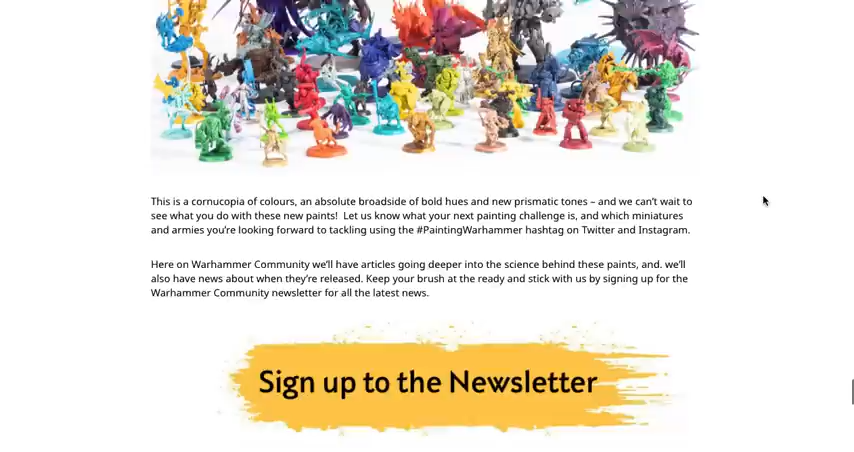 This is a cornucopia of colours, an absolute broadside of bold hues and new prismatic tones – and we can't wait to
see what you do with these new paints!  Let us know what your next painting challenge is, and which miniatures
and armies you're looking forward to tackling using the #PaintingWarhammer hashtag on Twitter and Instagram.
Here on Warhammer Community we'll have articles going deeper into the science behind these paints, and. we'll
also have news about when they're released. Keep your brush at the ready and stick with us by signing up for the
Warhammer Community newsletter for all the latest news.
Sign up to the Newsletter